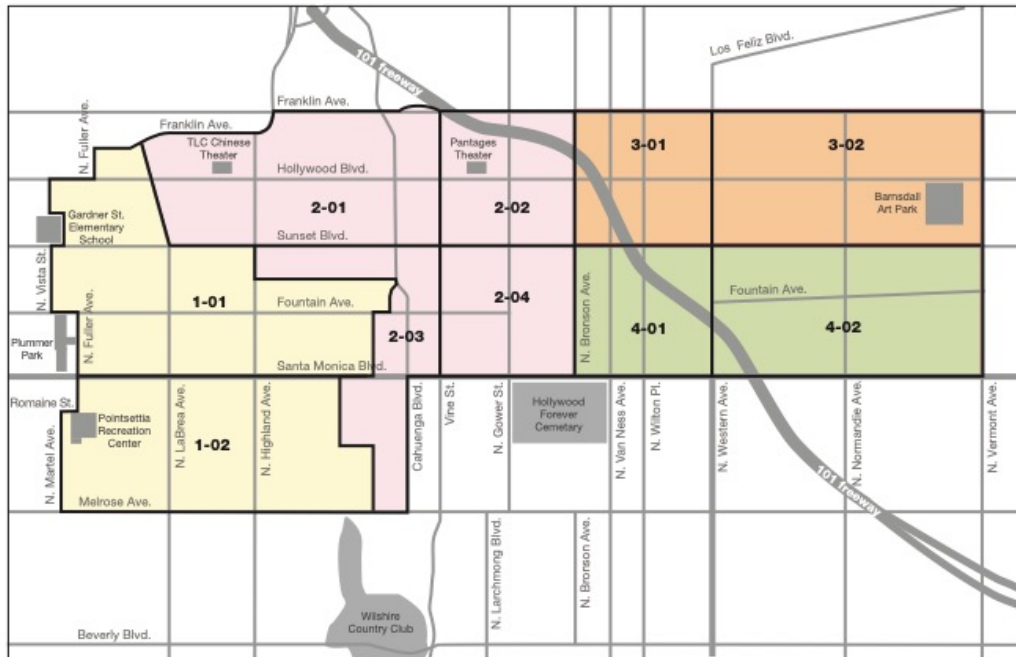 Los Feliz Blvd.
101 freeway
Franklin Ave.
Franklin Ave.
N. Fuller Ave.
TLC Chinese
Theater
Pantages
Theater
3-01
3-02
Hollywood Blvd.
Barnsdall
Art Park
2-01
2-02
Gardner St.
Elementary
School
Sunset Blvd.
N. Vista St.
1-01
Fountain Ave.
2-04
N. Bronson Ave.
Fountain Ave.
N. Fuller Ave.
2-03
4-01
4-02
Plummer
Park
Santa Monica Blvd.
Romaine St.
Pointsettia
Recreation
Center
N. Martel Ave.
N. LaBrea Ave.
1-02
N. Highland Ave.
Cahuenga Blvd.
Vine St.
N. Gower St.
Hollywood
Forever
Cemetary
N. Van Ness Ave.
N. Wilton Pl.
N. Western Ave.
N. Normandie Ave.
N. Vermont Ave.
Melrose Ave.
101 freeway
N. Larchmong Blvd.
N. Bronson Ave.
Wilshire
Country Club
Beverly Blvd.